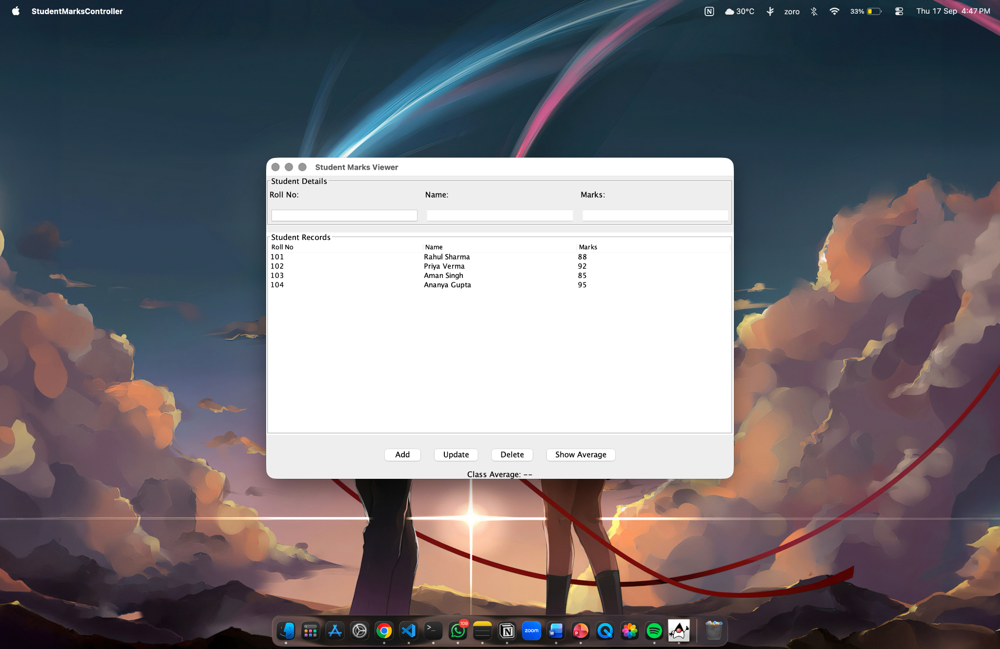 StudentMarksController 30°C zoro 33% Thu 17 Sep 4:47 PM
Student Marks Viewer
Student Details
Roll No: Name: Marks:
Student Records
Roll No Name Marks
101 Rahul Sharma 88
102 Priya Verma 92
103 Aman Singh 85
104 Ananya Gupta 95
Add Update Delete Show Average
Class Average: --
109
zoom
W
P